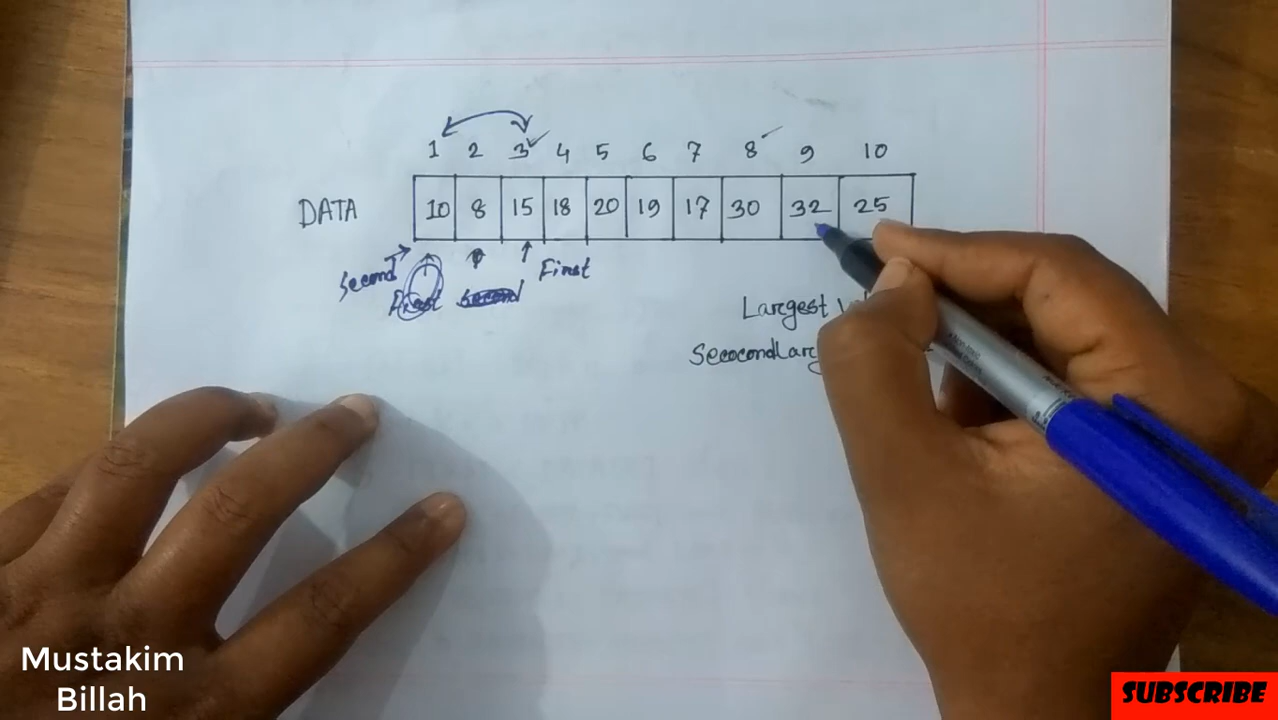 1 2 3 4 5 6 7 8 9 10
DATA 10 8 15 18 20 19 17 30 32 25
Second First
First
Largest
Mustakim
Billah
SUBSCRIBE